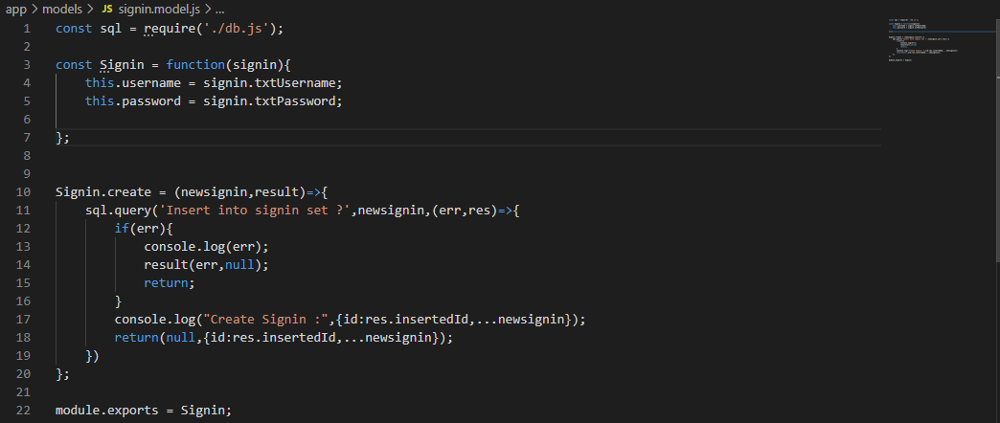 app > models > JS signin.model.js > ...
1 const sql = require('./db.js');
2
3 const Signin = function(signin){
4     this.username = signin.txtUsername;
5     this.password = signin.txtPassword;
6
7 };
8
9
10 Signin.create = (newsignin,result)=>{
11     sql.query('Insert into signin set ?',newsignin,(err,res)=>{
12         if(err){
13             console.log(err);
14             result(err,null);
15             return;
16         }
17         console.log("Create Signin :",{id:res.insertedId,...newsignin});
18         return(null,{id:res.insertedId,...newsignin});
19     })
20 };
21
22 module.exports = Signin;